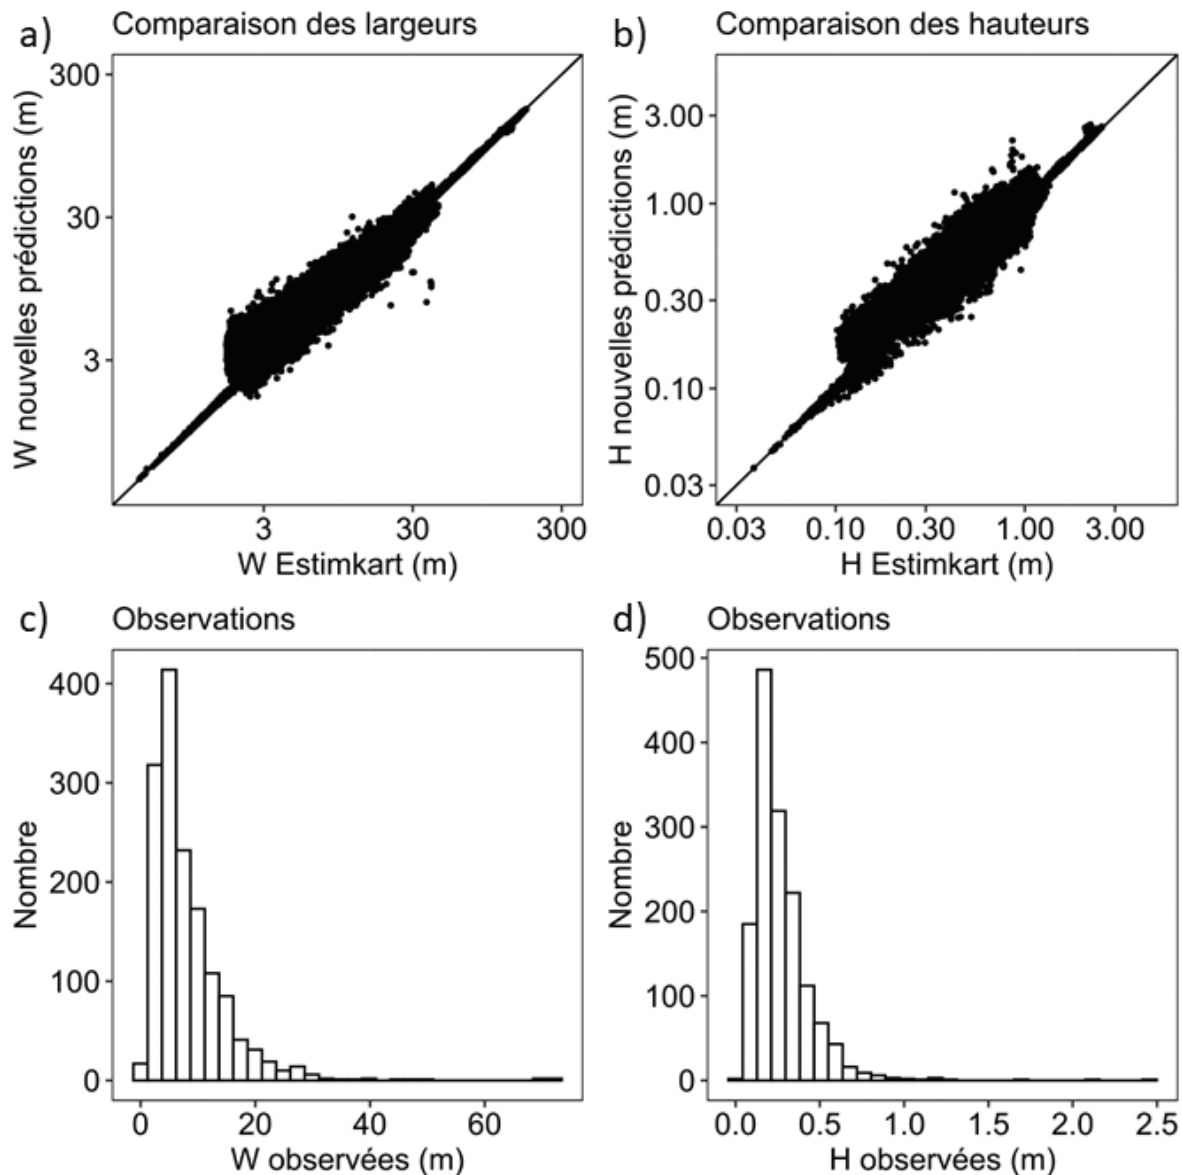 a) Comparaison des largeurs
W nouvelles prédictions (m)
300
30
3
3 30 300
W Estimkart (m)
b) Comparaison des hauteurs
H nouvelles prédictions (m)
3.00
1.00
0.30
0.10
0.03
0.03 0.10 0.30 1.00 3.00
H Estimkart (m)
c) Observations
Nombre
400
300
200
100
0
0 20 40 60
W observées (m)
d) Observations
Nombre
500
400
300
200
100
0
0.0 0.5 1.0 1.5 2.0 2.5
H observées (m)